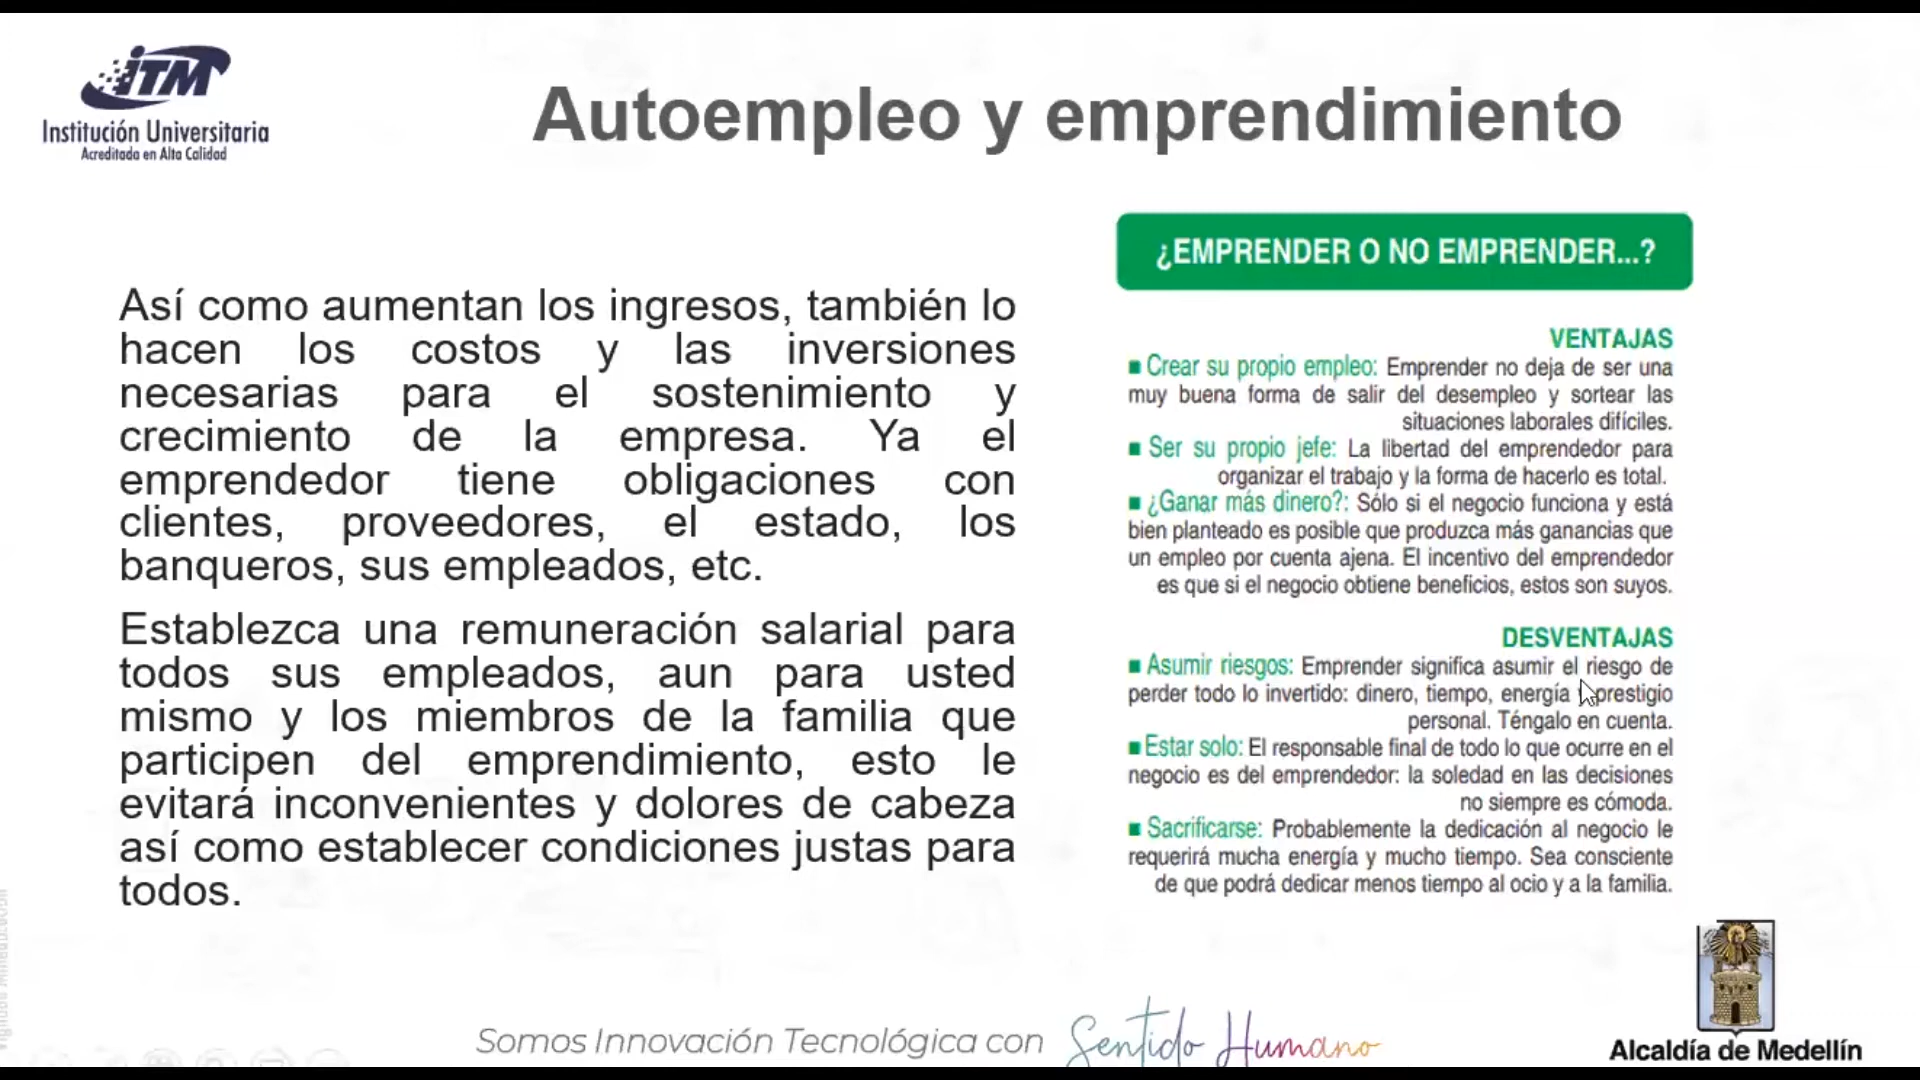 iTM
Institución Universitaria
Acreditada en Alta Calidad
Autoempleo y emprendimiento
Así como aumentan los ingresos, también lo
hacen los costos y las inversiones
necesarias para el sostenimiento y
crecimiento de la empresa. Ya el
emprendedor tiene obligaciones con
clientes, proveedores, el estado, los
banqueros, sus empleados, etc.
Establezca una remuneración salarial para
todos sus empleados, aun para usted
mismo y los miembros de la familia que
participen del emprendimiento, esto le
evitará inconvenientes y dolores de cabeza
así como establecer condiciones justas para
todos.
¿EMPRENDER O NO EMPRENDER...?
VENTAJAS
■ Crear su propio empleo: Emprender no deja de ser una
muy buena forma de salir del desempleo y sortear las
situaciones laborales difíciles.
■ Ser su propio jefe: La libertad del emprendedor para
organizar el trabajo y la forma de hacerlo es total.
■ ¿Ganar más dinero?: Sólo si el negocio funciona y está
bien planteado es posible que produzca más ganancias que
un empleo por cuenta ajena. El incentivo del emprendedor
es que si el negocio obtiene beneficios, estos son suyos.
DESVENTAJAS
■ Asumir riesgos: Emprender significa asumir el riesgo de
perder todo lo invertido: dinero, tiempo, energía prestigio
personal. Téngalo en cuenta.
■ Estar solo: El responsable final de todo lo que ocurre en el
negocio es del emprendedor: la soledad en las decisiones
no siempre es cómoda.
■ Sacrificarse: Probablemente la dedicación al negocio le
requerirá mucha energía y mucho tiempo. Sea consciente
de que podrá dedicar menos tiempo al ocio y a la familia.
Somos Innovación Tecnológica con Sentido Humano
Alcaldía de Medellín